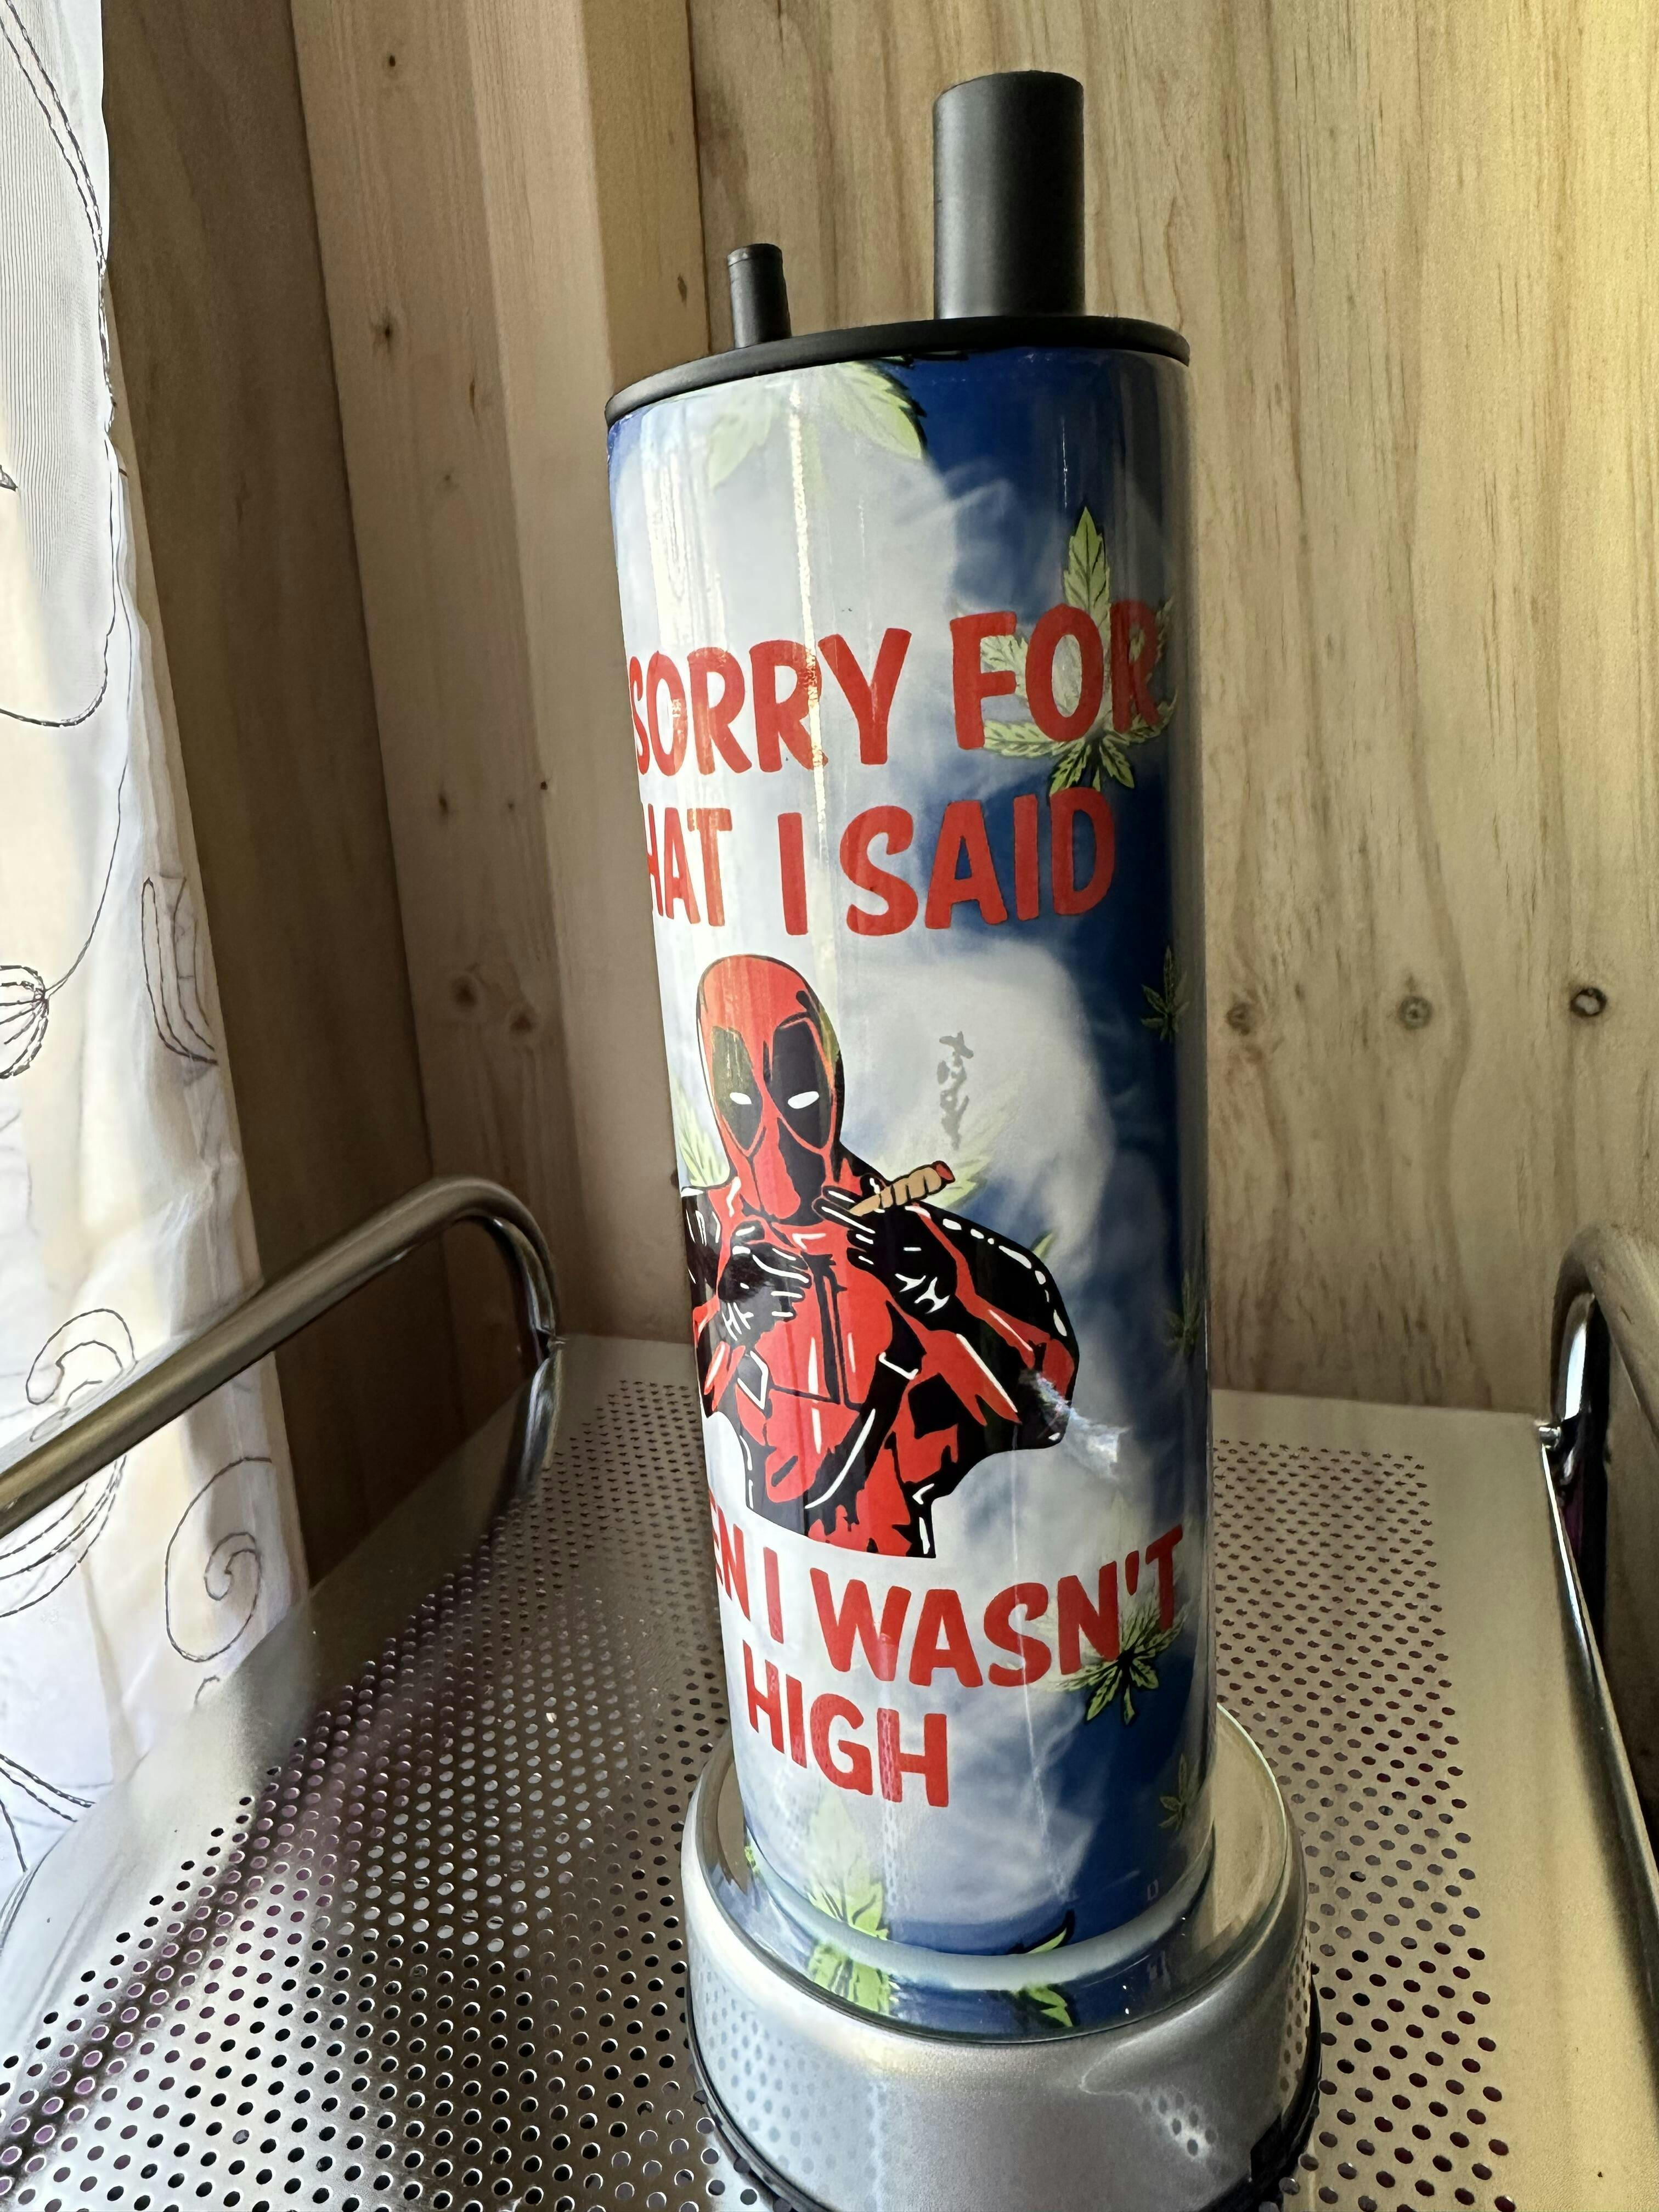 SORRY FOR
HAT I SAID
EN I WASN'T
HIGH